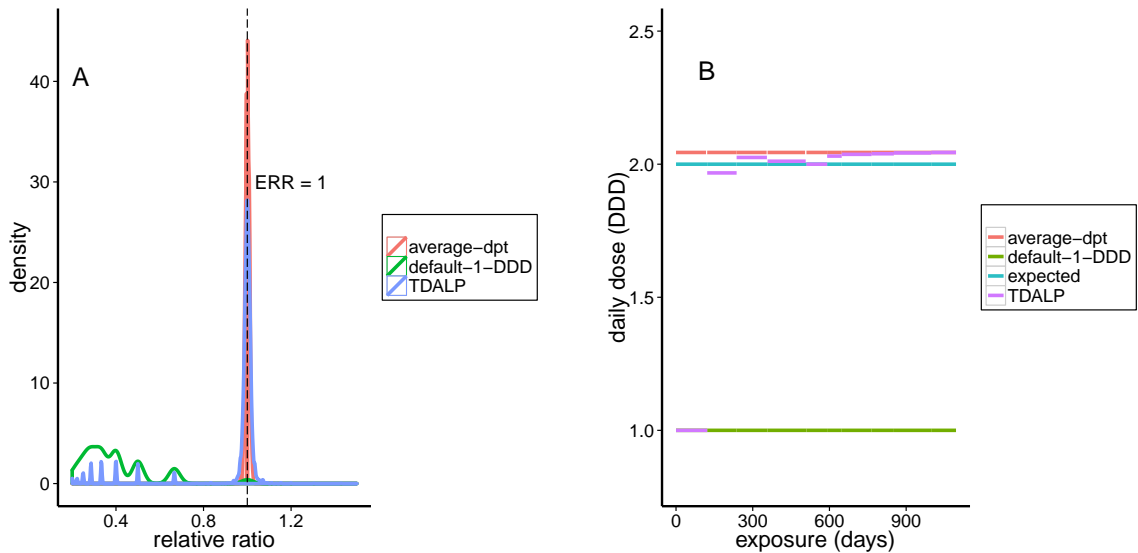 A
ERR = 1
40
30
20
10
0
density
0.4
0.8
1.2
relative ratio
average−dpt
default−1−DDD
TDALP
B
2.5
2.0
1.5
1.0
daily dose (DDD)
0
300
600
900
exposure (days)
average−dpt
default−1−DDD
expected
TDALP